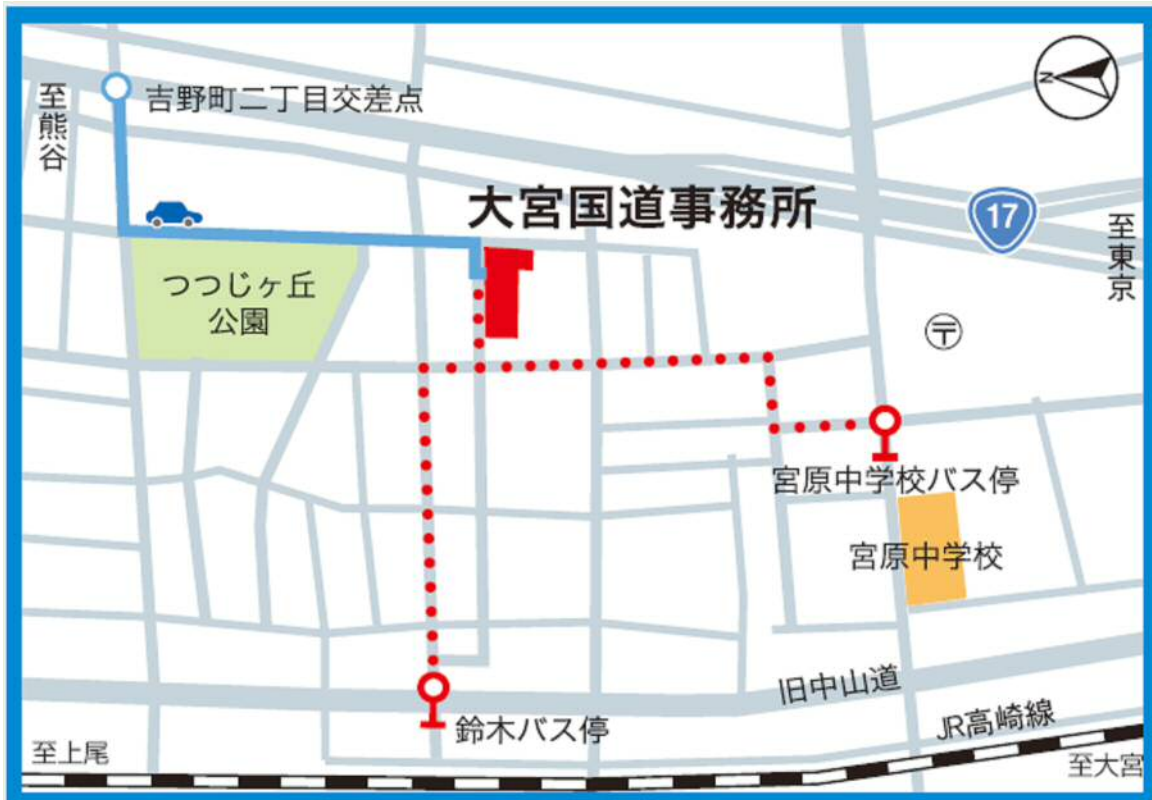 N
至熊谷
吉野町二丁目交差点
大宮国道事務所
17
至東京
つつじヶ丘
公園
〒
宮原中学校バス停
宮原中学校
旧中山道
鈴木バス停
JR高崎線
至上尾
至大宮